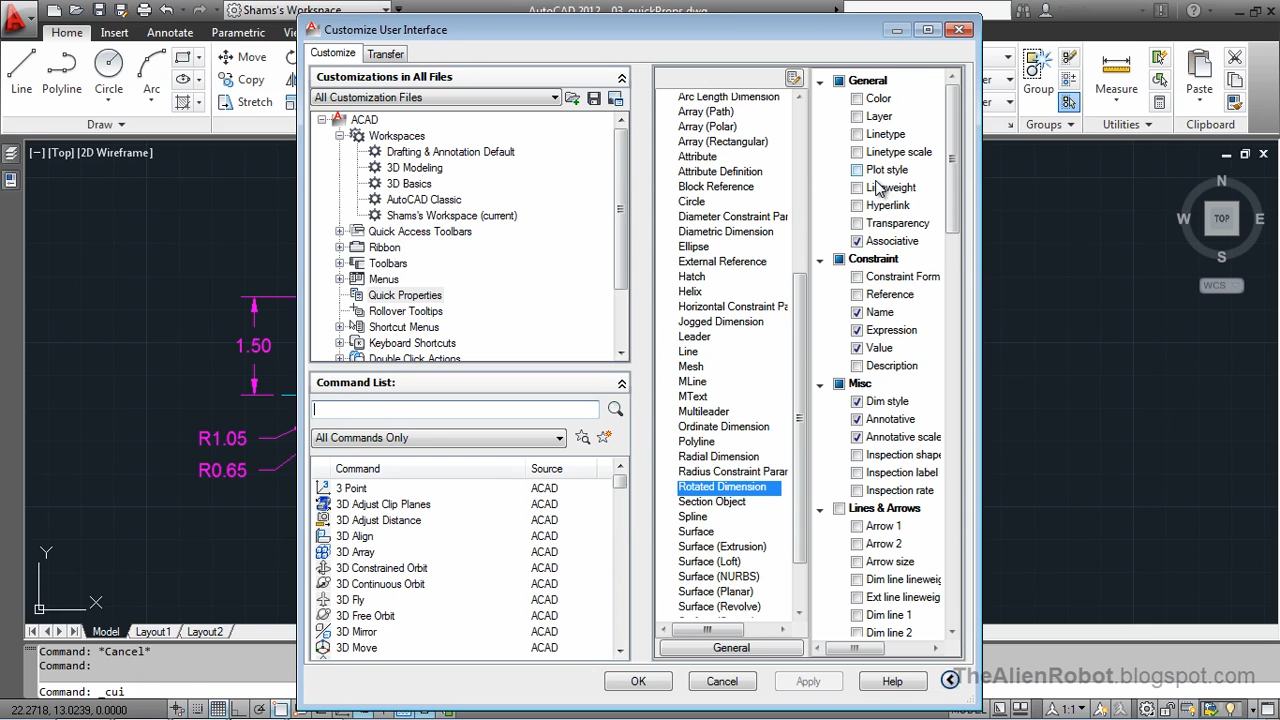 Shams's Workspace
AutoCAD 2012 03_quickProps.dwg
Home
Insert
Annotate
Parametric
Line
Polyline
Circle
Arc
Move
Copy
Stretch
Draw
Group
Measure
Paste
Groups
Utilities
Clipboard
[−] [Top] [2D Wireframe]
N
W
TOP
E
S
WCS
1.50
R1.05
R0.65
Y
X
Model
Layout1
Layout2
Command: *Cancel*
Command:
Command: _cui
22.2718, 13.0239, 0.0000
MODEL
1:1
Customize User Interface
Customize
Transfer
Customizations in All Files
All Customization Files
ACAD
Workspaces
Drafting & Annotation Default
3D Modeling
3D Basics
AutoCAD Classic
Shams's Workspace (current)
Quick Access Toolbars
Ribbon
Toolbars
Menus
Quick Properties
Rollover Tooltips
Shortcut Menus
Keyboard Shortcuts
Double Click Actions
Command List:
All Commands Only
Command
Source
3 Point ACAD
3D Adjust Clip Planes ACAD
3D Adjust Distance ACAD
3D Align ACAD
3D Array ACAD
3D Constrained Orbit ACAD
3D Continuous Orbit ACAD
3D Fly ACAD
3D Free Orbit ACAD
3D Mirror ACAD
3D Move ACAD
Arc Length Dimension
Array (Path)
Array (Polar)
Array (Rectangular)
Attribute
Attribute Definition
Block Reference
Circle
Diameter Constraint Par
Diametric Dimension
Ellipse
External Reference
Hatch
Helix
Horizontal Constraint Pa
Jogged Dimension
Leader
Line
Mesh
MLine
MText
Multileader
Ordinate Dimension
Polyline
Radial Dimension
Radius Constraint Parar
Rotated Dimension
Section Object
Spline
Surface
Surface (Extrusion)
Surface (Loft)
Surface (NURBS)
Surface (Planar)
Surface (Revolve)
General
General
Color
Layer
Linetype
Linetype scale
Plot style
Lineweight
Hyperlink
Transparency
Associative
Constraint
Constraint Form
Reference
Name
Expression
Value
Description
Misc
Dim style
Annotative
Annotative scale
Inspection shape
Inspection label
Inspection rate
Lines & Arrows
Arrow 1
Arrow 2
Arrow size
Dim line lineweig
Ext line lineweig
Dim line 1
Dim line 2
OK
Cancel
Apply
Help
TheAlienRobot.blogspot.com